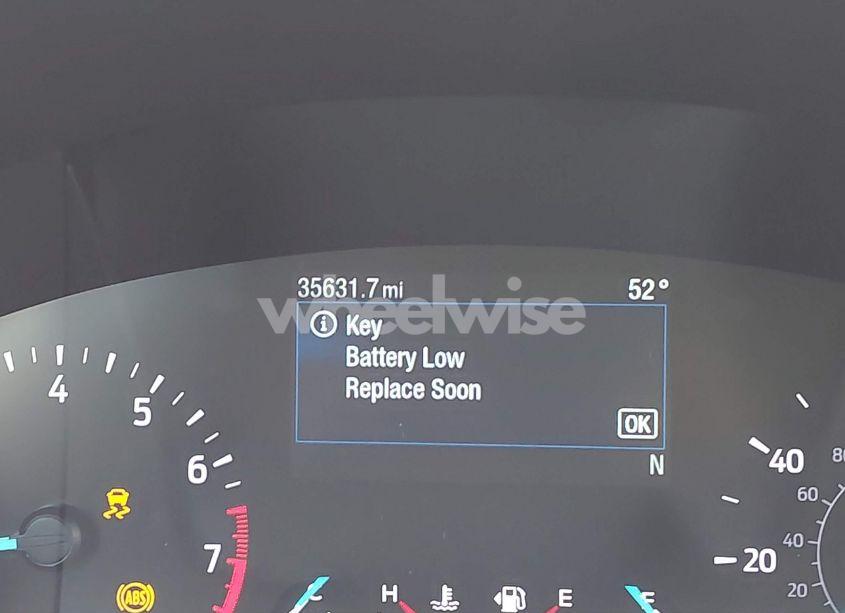 35631.7 mi 52°
wheelwise
Key
Battery Low
Replace Soon
OK
N
4
5
6
7
40
20
80
60
40
20
ABS
C H
E F